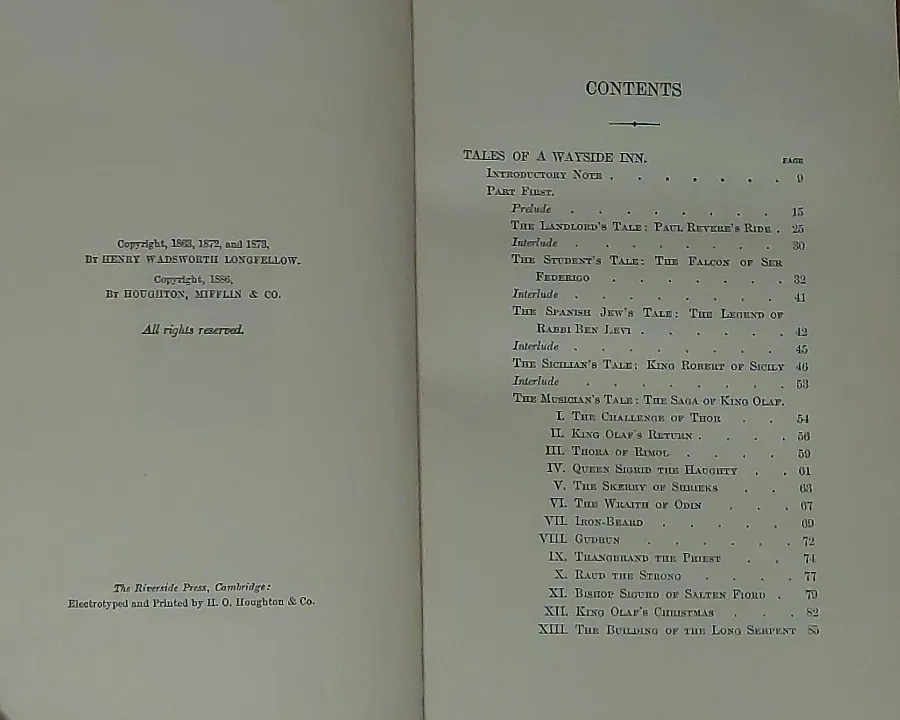 Copyright, 1863, 1872, and 1873,
By HENRY WADSWORTH LONGFELLOW.
Copyright, 1886,
By HOUGHTON, MIFFLIN & CO.
All rights reserved.
The Riverside Press, Cambridge:
Electrotyped and Printed by H. O. Houghton & Co.
CONTENTS
TALES OF A WAYSIDE INN. PAGE
Introductory Note . . . . . . . 9
Part First.
Prelude . . . . . . . . 15
The Landlord's Tale: Paul Revere's Ride . 25
Interlude . . . . . . . . 30
The Student's Tale: The Falcon of Ser
Federigo . . . . . . . 32
Interlude . . . . . . . . 41
The Spanish Jew's Tale: The Legend of
Rabbi Ben Levi . . . . . . 42
Interlude . . . . . . . . 45
The Sicilian's Tale: King Robert of Sicily 46
Interlude . . . . . . . . 53
The Musician's Tale: The Saga of King Olaf.
I. The Challenge of Thor . . 54
II. King Olaf's Return . . . 56
III. Thora of Rimol . . . . 59
IV. Queen Sigrid the Haughty . . 61
V. The Skerry of Shrieks . . 63
VI. The Wraith of Odin . . . 67
VII. Iron-Beard . . . . 69
VIII. Gudrun . . . . . 72
IX. Thangbrand the Priest . . 74
X. Raud the Strong . . . . 77
XI. Bishop Sigurd of Salten Fiord . 79
XII. King Olaf's Christmas . . . 82
XIII. The Building of the Long Serpent 85